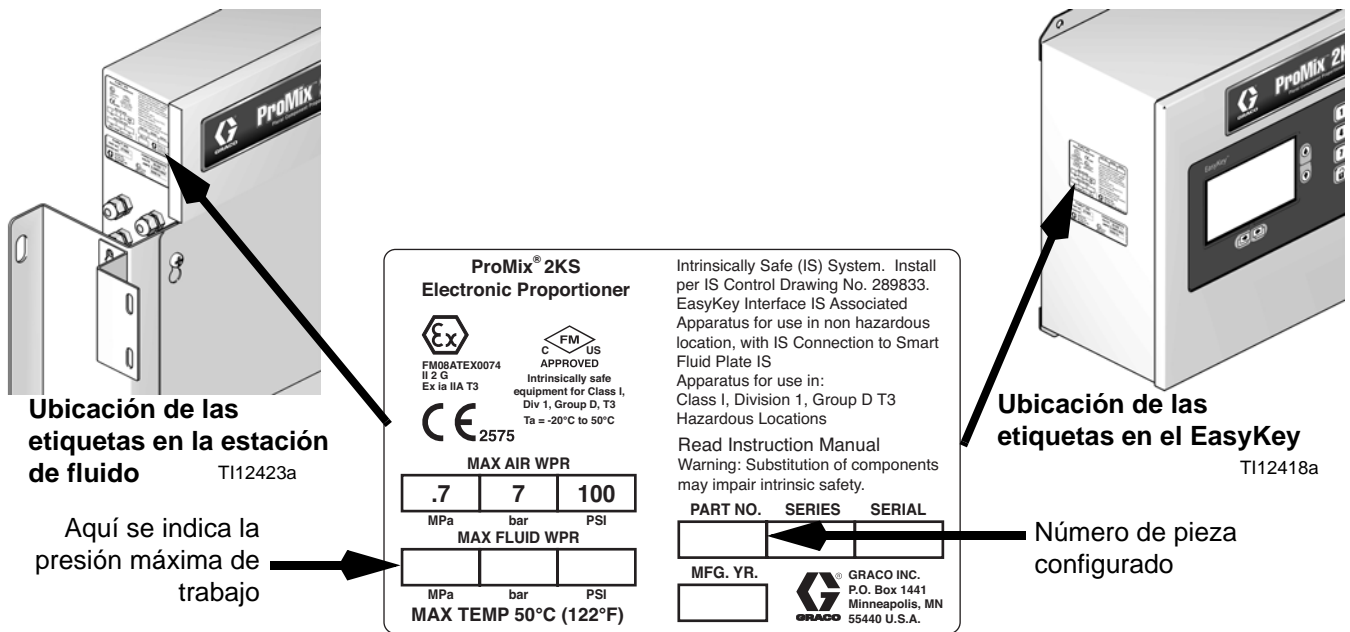 GRACO
ProMix
ProMix® 2KS
Electronic Proportioner
Ex
FM08ATEX0074
II 2 G
Ex ia IIA T3
CE 2575
FM
C US
APPROVED
Intrinsically safe
equipment for Class I,
Div 1, Group D, T3
Ta = -20°C to 50°C
MAX AIR WPR
.7 7 100
MPa bar PSI
MAX FLUID WPR
MPa bar PSI
MAX TEMP 50°C (122°F)
Intrinsically Safe (IS) System. Install
per IS Control Drawing No. 289833.
EasyKey Interface IS Associated
Apparatus for use in non hazardous
location, with IS Connection to Smart
Fluid Plate IS
Apparatus for use in:
Class I, Division 1, Group D T3
Hazardous Locations
Read Instruction Manual
Warning: Substitution of components
may impair intrinsic safety.
PART NO. SERIES SERIAL
MFG. YR.
GRACO
®
GRACO INC.
P.O. Box 1441
Minneapolis, MN
55440 U.S.A.
Ubicación de las
etiquetas en la estación
de fluido
TI12423a
Aquí se indica la
presión máxima de
trabajo
GRACO
ProMix™ 2K
EasyKey
1
4
7
Ubicación de las
etiquetas en el EasyKey
TI12418a
Número de pieza
configurado